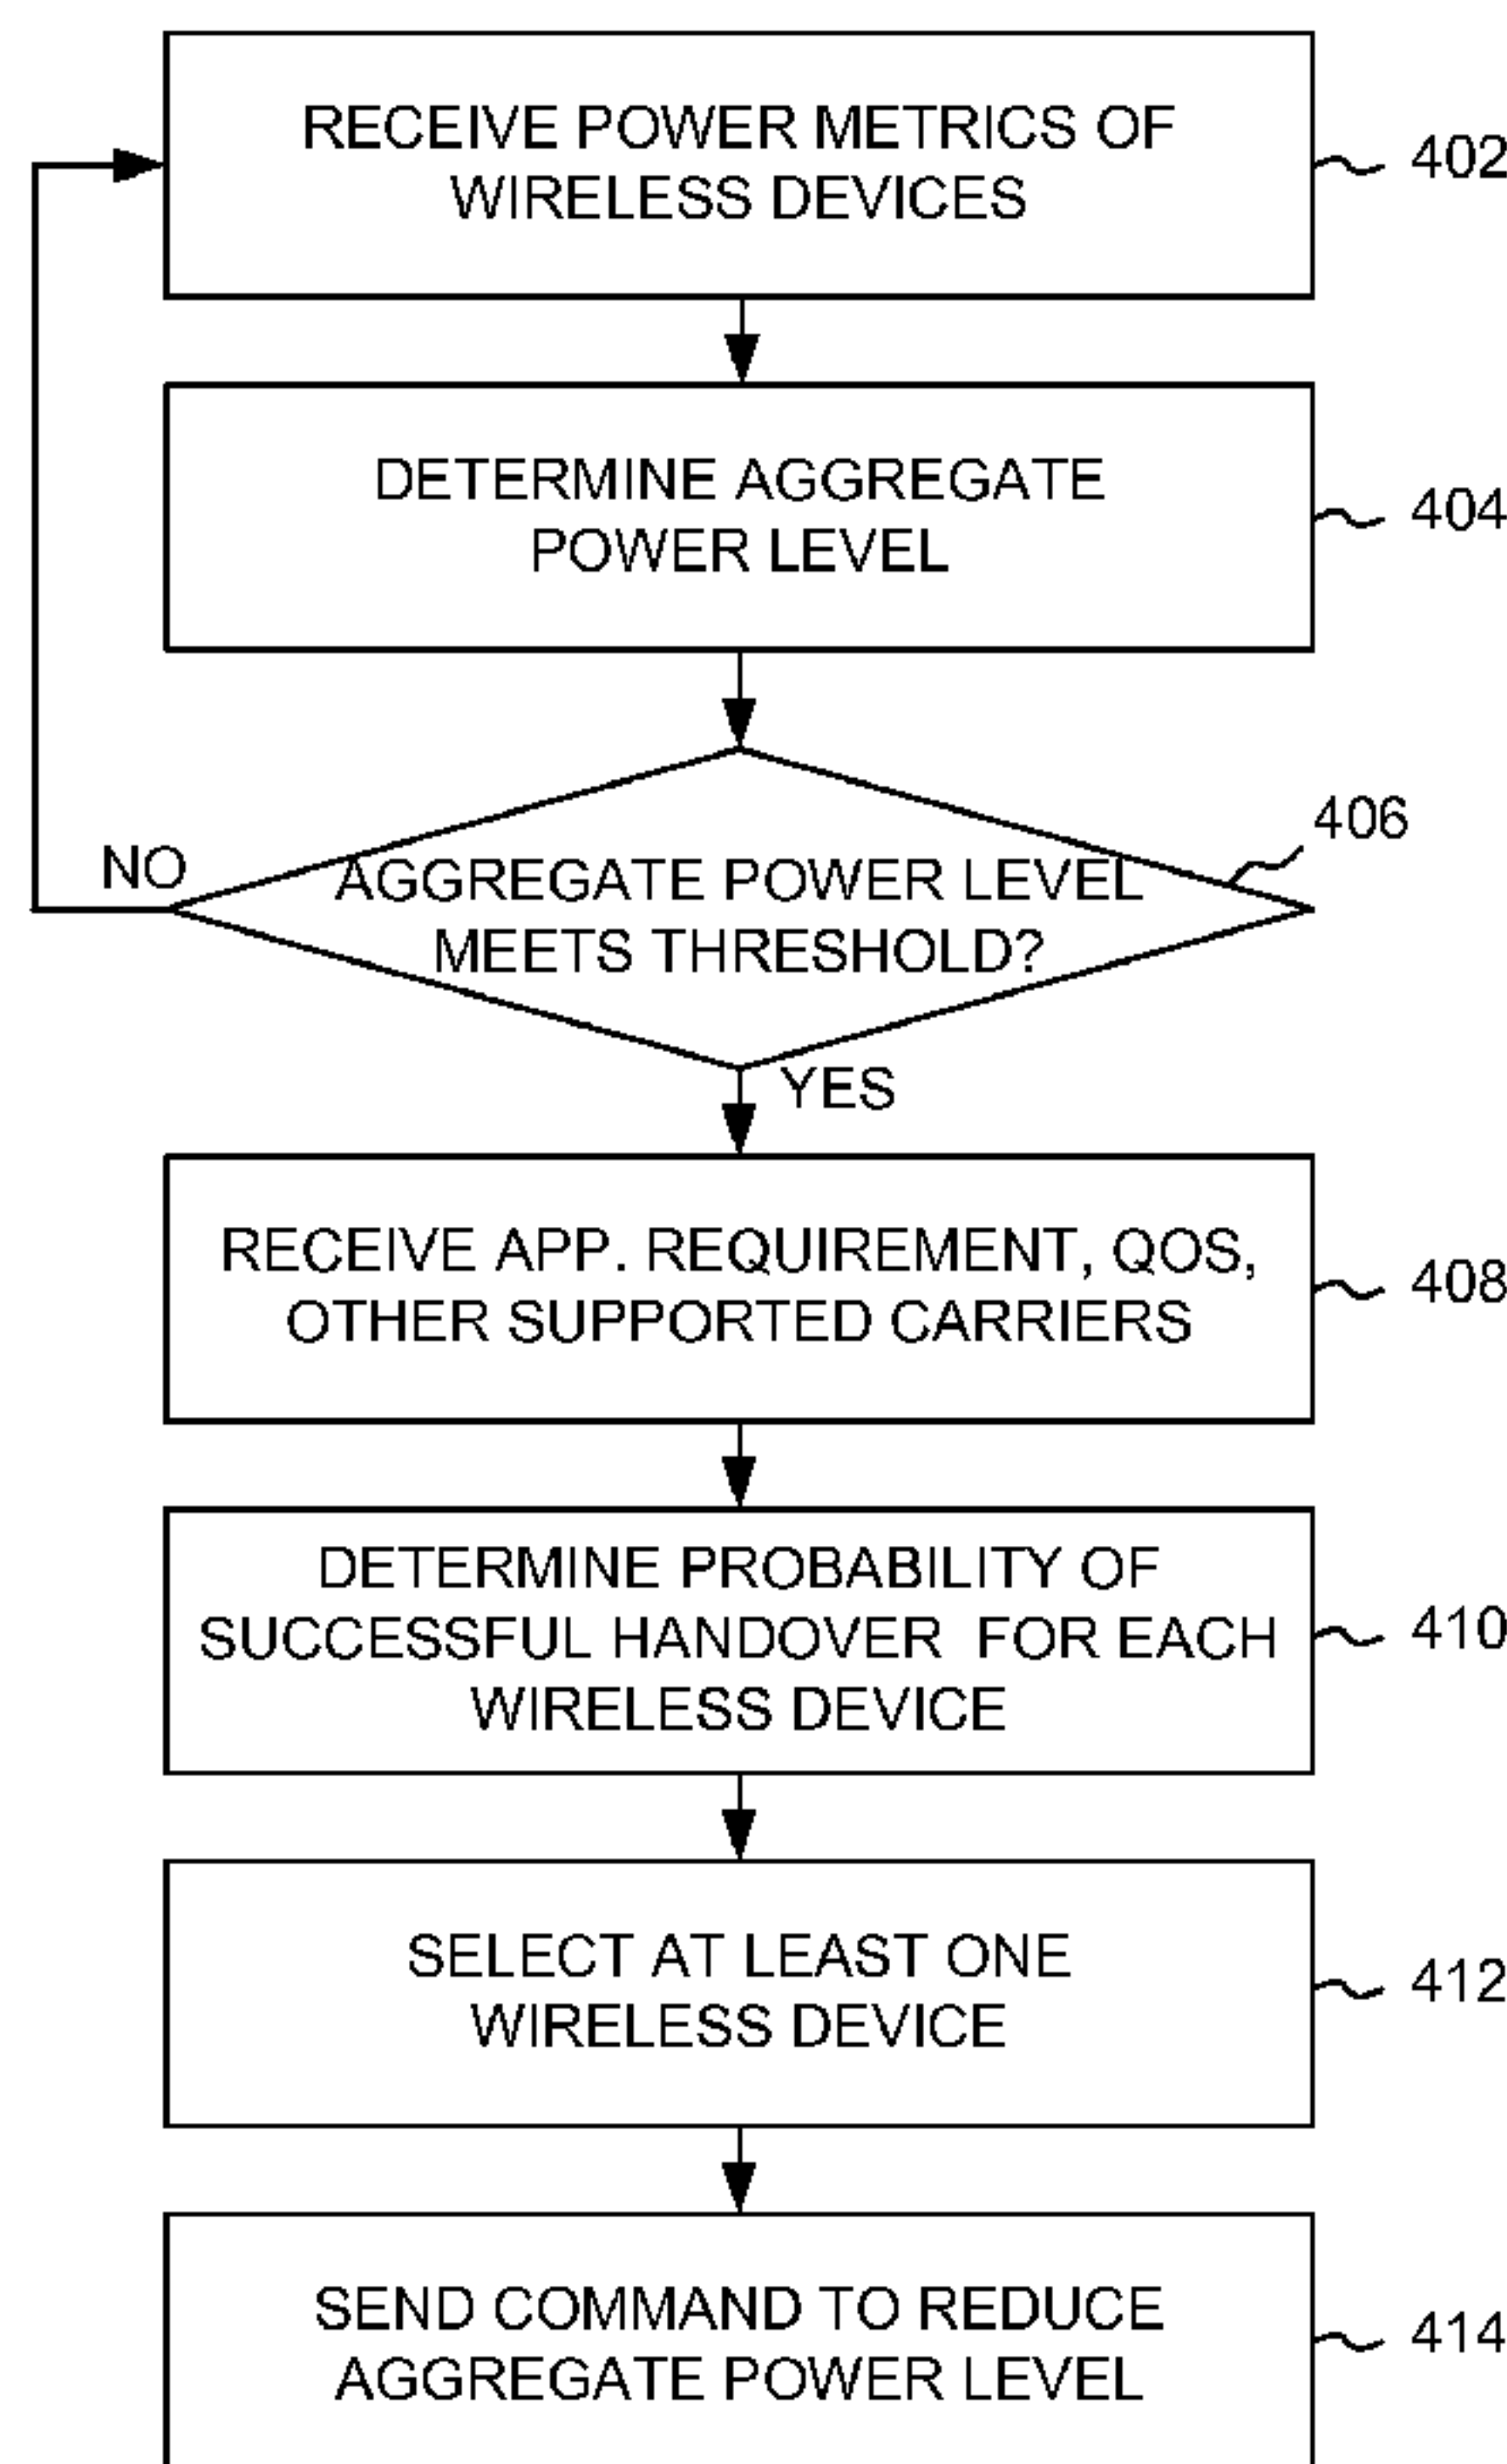 RECEIVE POWER METRICS OF
WIRELESS DEVICES
402
DETERMINE AGGREGATE
POWER LEVEL
404
406
NO
AGGREGATE POWER LEVEL
MEETS THRESHOLD?
YES
RECEIVE APP. REQUIREMENT, QOS,
OTHER SUPPORTED CARRIERS
408
DETERMINE PROBABILITY OF
SUCCESSFUL HANDOVER FOR EACH
WIRELESS DEVICE
410
SELECT AT LEAST ONE
WIRELESS DEVICE
412
SEND COMMAND TO REDUCE
AGGREGATE POWER LEVEL
414